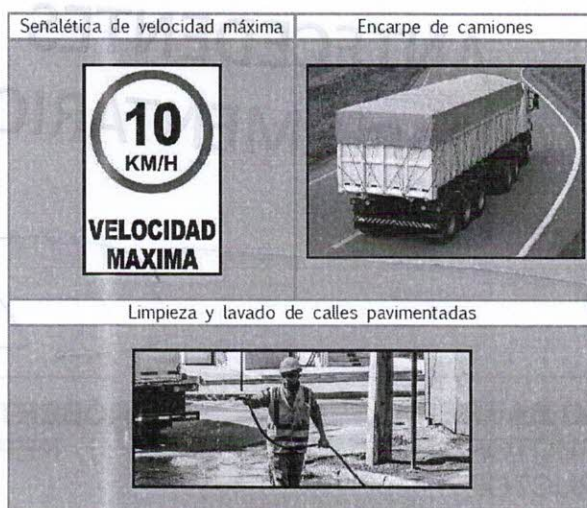 Señalética de velocidad máxima
Encarpe de camiones
10
KM/H
VELOCIDAD
MAXIMA
Limpieza y lavado de calles pavimentadas